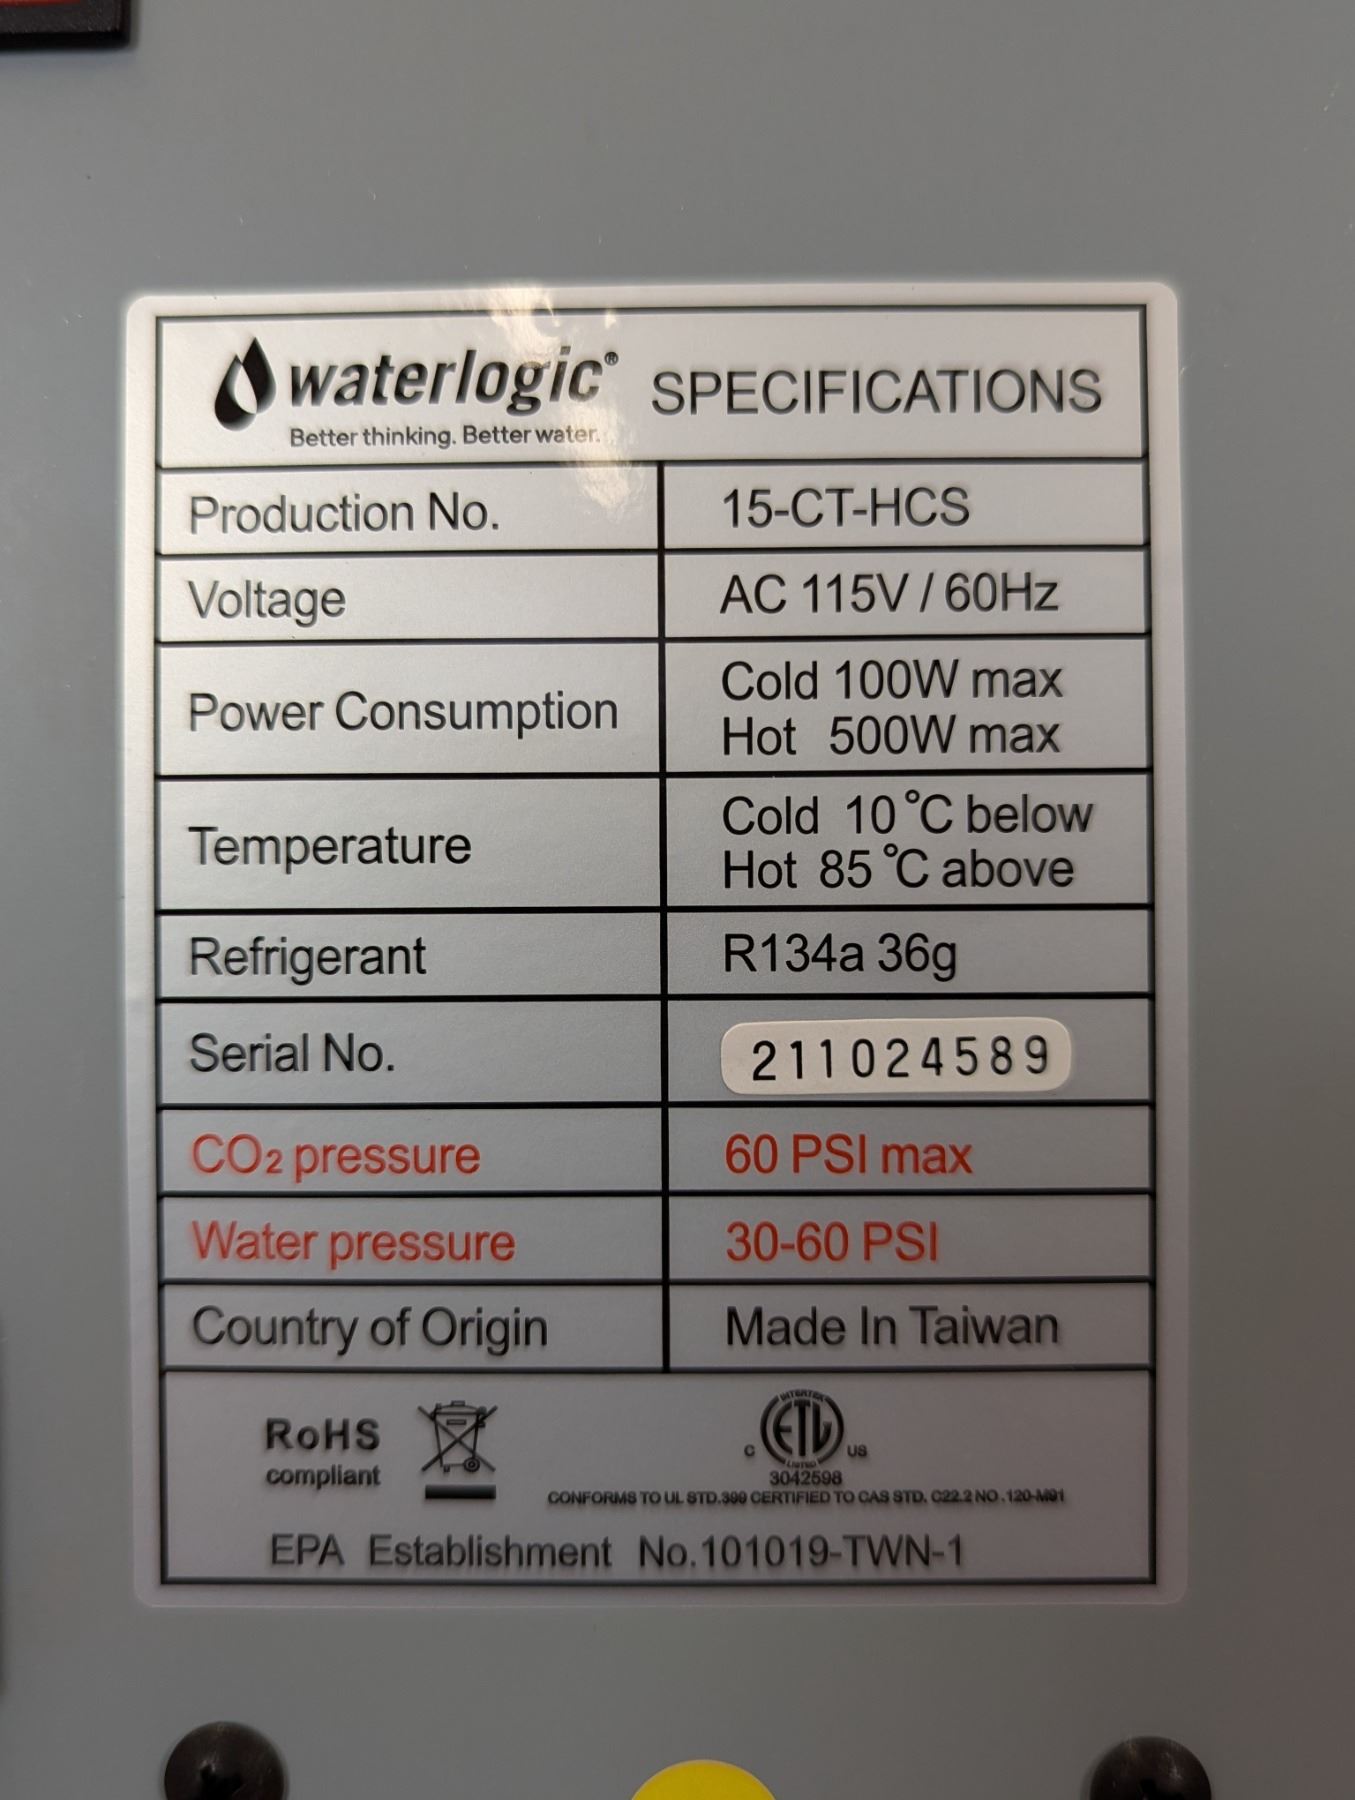 waterlogic® SPECIFICATIONS
Better thinking. Better water.
Production No. 15-CT-HCS
Voltage AC 115V / 60Hz
Power Consumption Cold 100W max
Hot 500W max
Temperature Cold 10 °C below
Hot 85 °C above
Refrigerant R134a 36g
Serial No. 211024589
CO₂ pressure 60 PSI max
Water pressure 30-60 PSI
Country of Origin Made In Taiwan
RoHS
compliant
INTERTEK
C ETL US
LISTED
3042598
CONFORMS TO UL STD.399 CERTIFIED TO CAS STD. C22.2 NO.120-M91
EPA Establishment No.101019-TWN-1